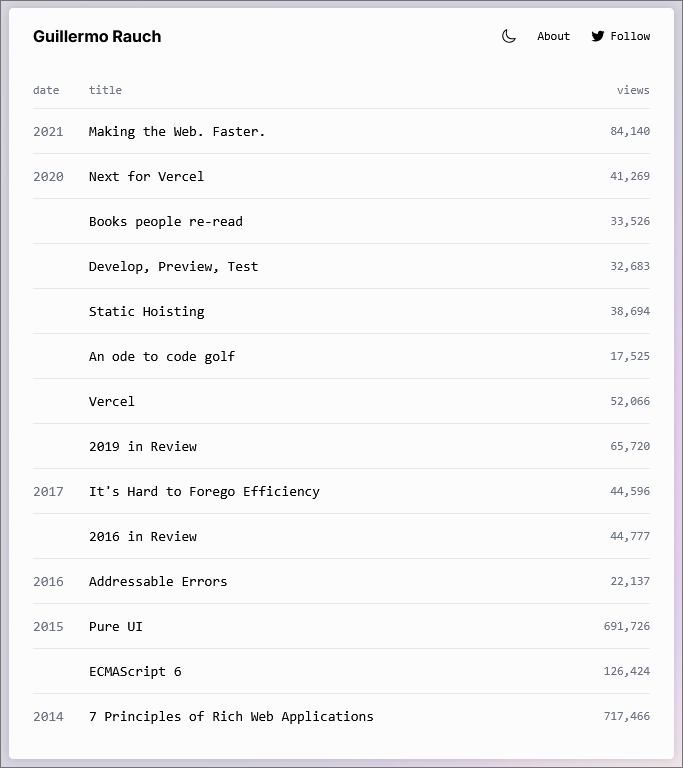 Guillermo Rauch About Follow
date title views
2021 Making the Web. Faster. 84,140
2020 Next for Vercel 41,269
Books people re-read 33,526
Develop, Preview, Test 32,683
Static Hoisting 38,694
An ode to code golf 17,525
Vercel 52,066
2019 in Review 65,720
2017 It's Hard to Forego Efficiency 44,596
2016 in Review 44,777
2016 Addressable Errors 22,137
2015 Pure UI 691,726
ECMAScript 6 126,424
2014 7 Principles of Rich Web Applications 717,466